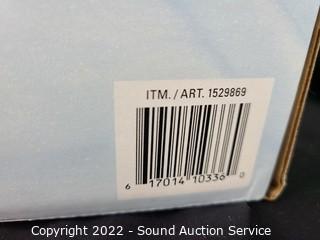 ITM. / ART. 1529869
6 17014 10336 0
Copyright 2022 - Sound Auction Service